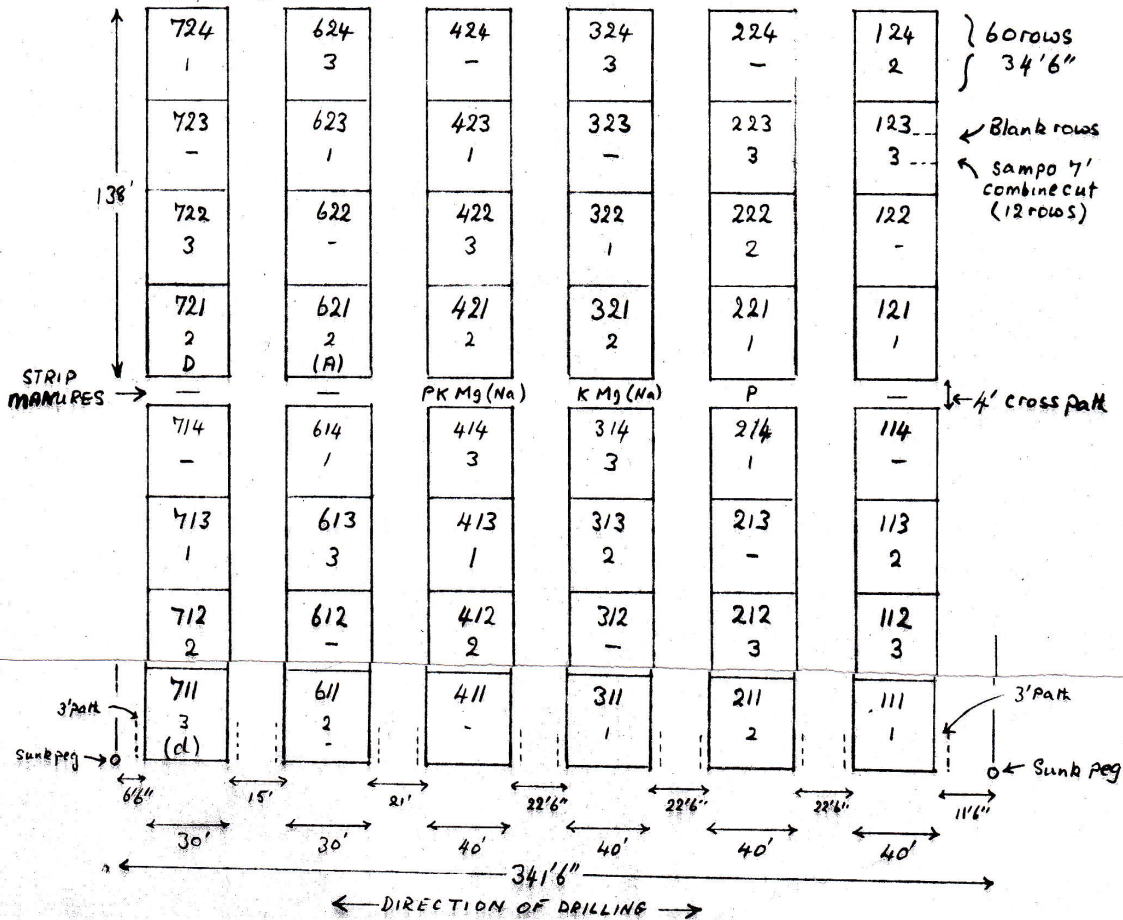 724 624 424 324 224 124 60 rows
1 3 - 3 - 2 34'6"
723 623 423 323 223 123 Blank rows
- 1 1 - 3 3 Sampo 7'
combine cut
(12 rows)
138'
722 622 422 322 222 122
3 - 3 1 2 -
721 621 421 321 221 121
2 2 2 2 1 1
D (A)
STRIP
MANURES → — — PK Mg (Na) K Mg (Na) P — ← 4' cross path
714 614 414 314 214 114
- 1 3 3 1 -
713 613 413 313 213 113
1 3 1 2 - 2
712 612 412 312 212 112
2 - 2 - 3 3
3' path 711 611 411 311 211 111 3' path
3 2 - 1 2 1
(d) -
Sunk peg Sunk peg
6'6" 15' 21' 22'6" 22'6" 22'6" 11'6"
30' 30' 40' 40' 40' 40'
341'6"
← DIRECTION OF DRILLING →